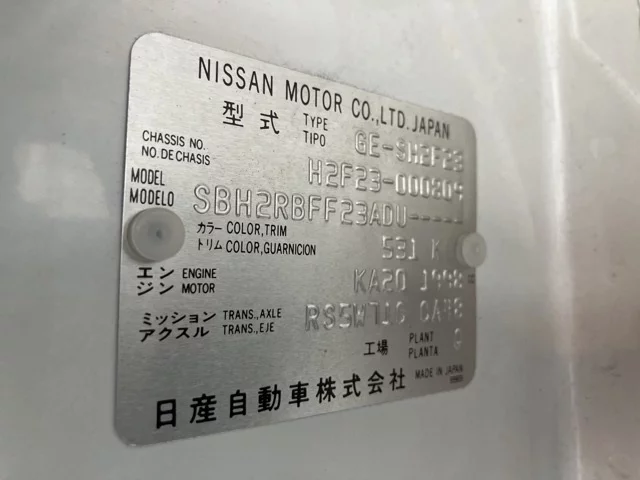 NISSAN MOTOR CO.,LTD. JAPAN
型式 TYPE TIPO GE-SH2F23
CHASSIS NO. NO. DE CHASIS H2F23-000204
MODEL MODELO SBH2RBFF23ADU-----
カラー COLOR, TRIM
トリム COLOR, GUARNICION 531 K
エンジン ENGINE MOTOR KA20 1998
ミッション TRANS., AXLE
アクスル TRANS., EJE RS5W71C CA48
工場 PLANT PLANTA
日産自動車株式会社 MADE IN JAPAN